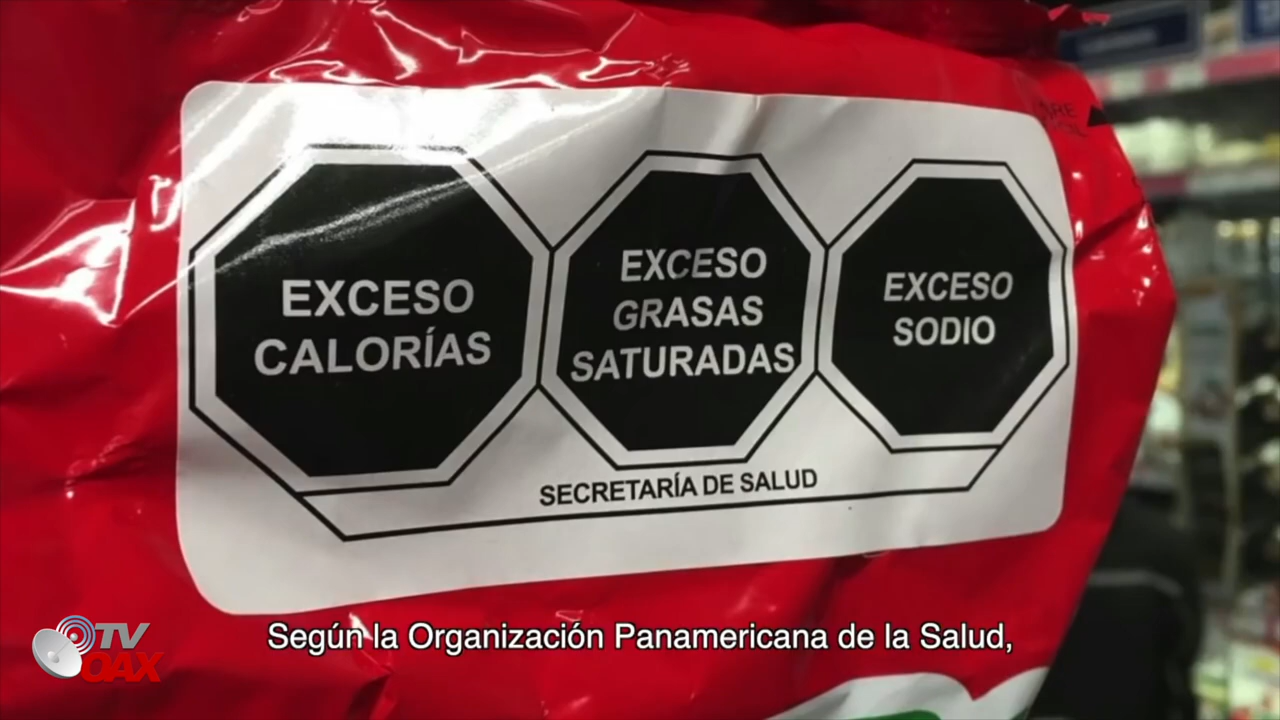 EXCESO
CALORÍAS
EXCESO
GRASAS
SATURADAS
EXCESO
SODIO
SECRETARÍA DE SALUD
Según la Organización Panamericana de la Salud,
TV
OAX